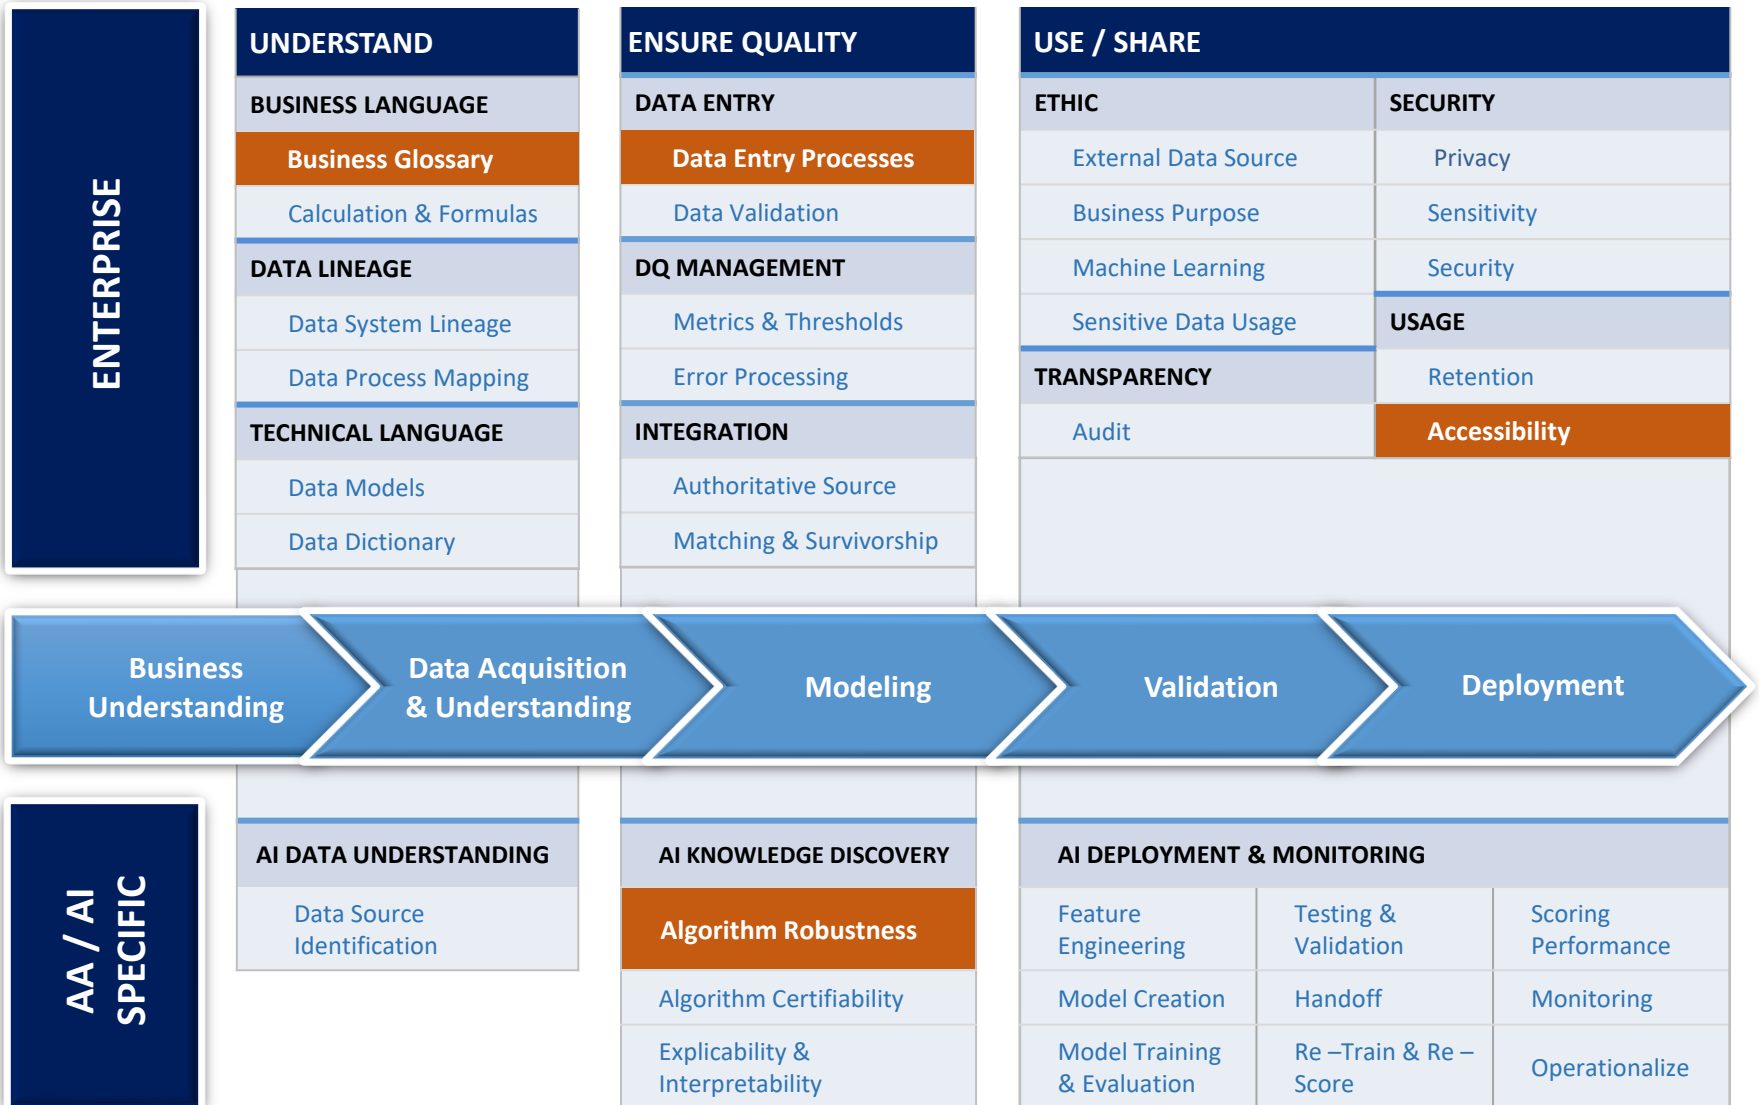 ENTERPRISE
UNDERSTAND
BUSINESS LANGUAGE
Business Glossary
Calculation & Formulas
DATA LINEAGE
Data System Lineage
Data Process Mapping
TECHNICAL LANGUAGE
Data Models
Data Dictionary
ENSURE QUALITY
DATA ENTRY
Data Entry Processes
Data Validation
DQ MANAGEMENT
Metrics & Thresholds
Error Processing
INTEGRATION
Authoritative Source
Matching & Survivorship
USE / SHARE
ETHIC
External Data Source
Business Purpose
Machine Learning
Sensitive Data Usage
TRANSPARENCY
Audit
SECURITY
Privacy
Sensitivity
Security
USAGE
Retention
Accessibility
Business
Understanding
Data Acquisition
& Understanding
Modeling
Validation
Deployment
AA / AI
SPECIFIC
AI DATA UNDERSTANDING
Data Source
Identification
AI KNOWLEDGE DISCOVERY
Algorithm Robustness
Algorithm Certifiability
Explicability &
Interpretability
AI DEPLOYMENT & MONITORING
Feature
Engineering
Model Creation
Model Training
& Evaluation
Testing &
Validation
Handoff
Re –Train & Re –
Score
Scoring
Performance
Monitoring
Operationalize